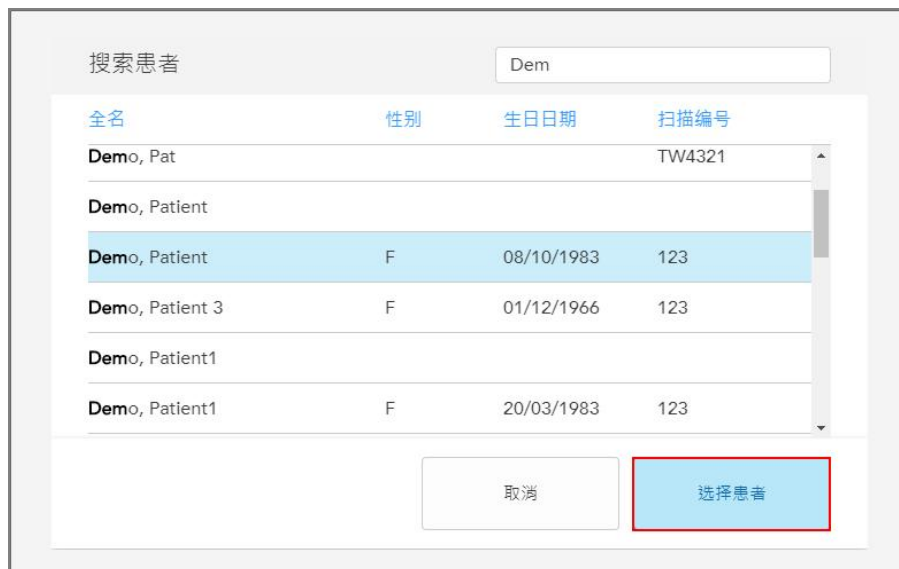 搜索患者 Dem
全名 性别 生日日期 扫描编号
Demo, Pat TW4321
Demo, Patient
Demo, Patient F 08/10/1983 123
Demo, Patient 3 F 01/12/1966 123
Demo, Patient1
Demo, Patient1 F 20/03/1983 123
取消 选择患者